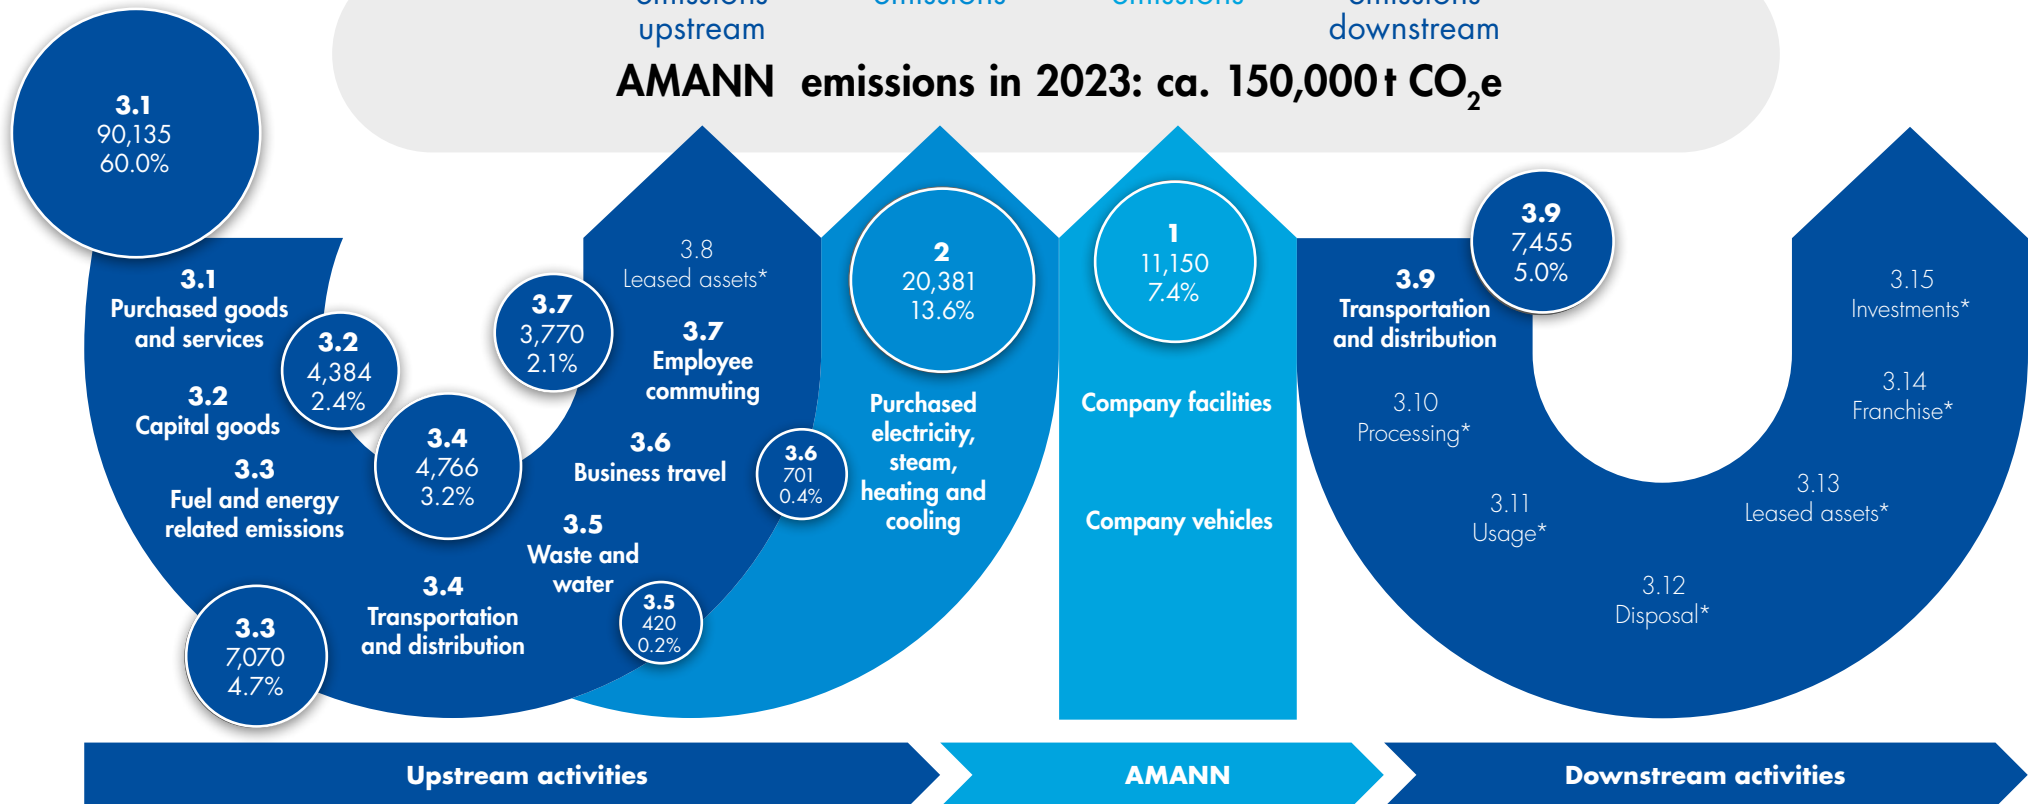 upstream
downstream
AMANN emissions in 2023: ca. 150,000 t CO₂e
3.1
90,135
60.0%
3.1
Purchased goods
and services
3.2
4,384
2.4%
3.2
Capital goods
3.3
Fuel and energy
related emissions
3.3
7,070
4.7%
3.4
4,766
3.2%
3.4
Transportation
and distribution
3.5
Waste and
water
3.5
420
0.2%
3.6
Business travel
3.6
701
0.4%
3.7
3,770
2.1%
3.7
Employee
commuting
3.8
Leased assets*
2
20,381
13.6%
Purchased
electricity,
steam,
heating and
cooling
1
11,150
7.4%
Company facilities
Company vehicles
3.9
7,455
5.0%
3.9
Transportation
and distribution
3.10
Processing*
3.11
Usage*
3.12
Disposal*
3.13
Leased assets*
3.14
Franchise*
3.15
Investments*
Upstream activities
AMANN
Downstream activities